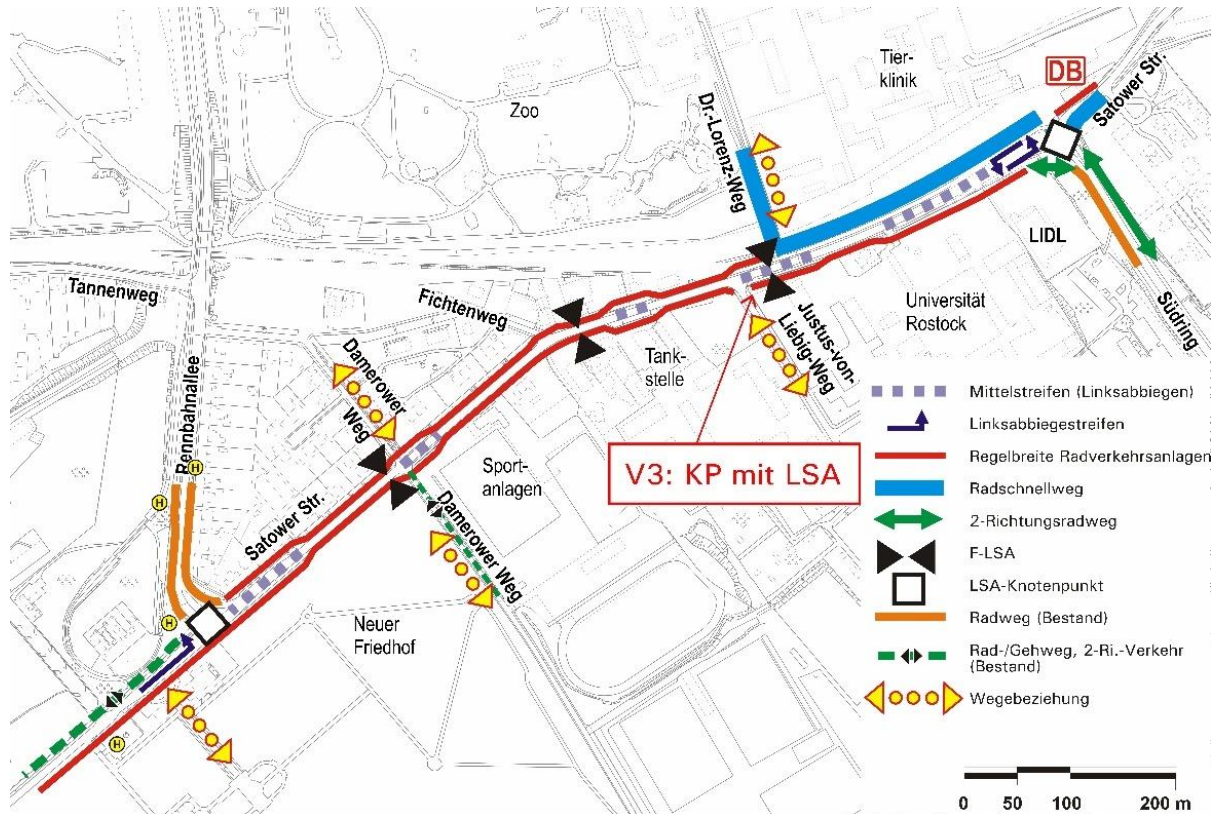 Zoo
Tier-
klinik
DB
Satower Str.
Dr.-Lorenz-Weg
LIDL
Südring
Universität
Rostock
Justus-von-
Liebig-Weg
Tank-
stelle
Fichtenweg
Tannenweg
Rennbahnallee
Damerower
Weg
Sport-
anlagen
Damerower Weg
Satower Str.
Neuer
Friedhof
H
H
H
H
V3: KP mit LSA
Mittelstreifen (Linksabbiegen)
Linksabbiegestreifen
Regelbreite Radverkehrsanlagen
Radschnellweg
2-Richtungsradweg
F-LSA
LSA-Knotenpunkt
Radweg (Bestand)
Rad-/Gehweg, 2-Ri.-Verkehr
(Bestand)
Wegebeziehung
0 50 100 200 m